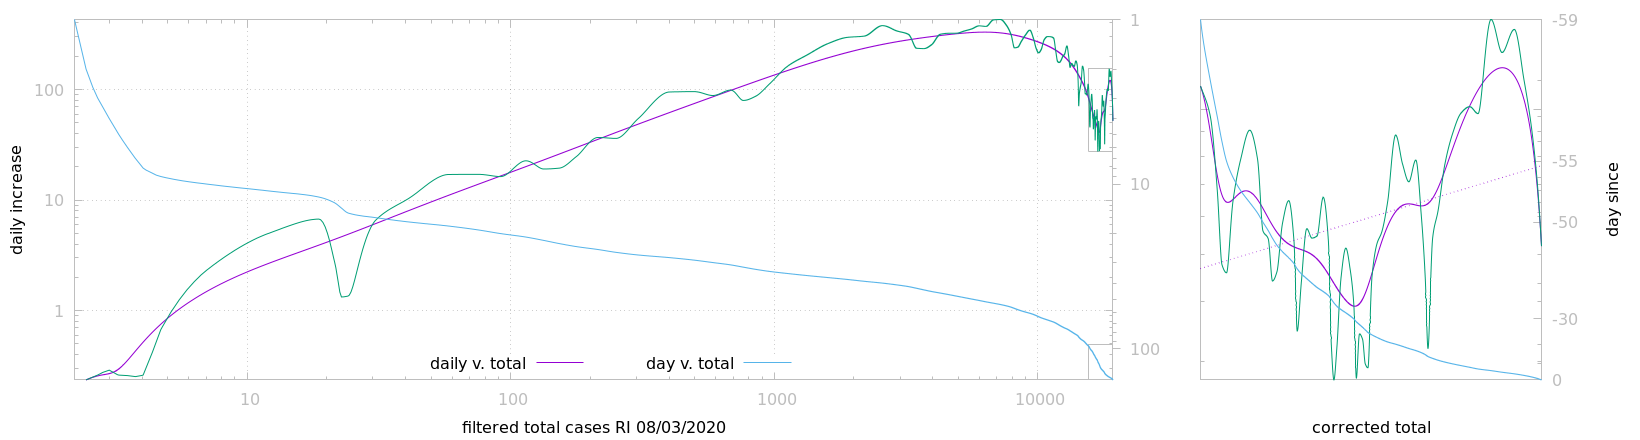 daily increase
100
10
1
1
10
100
daily v. total
day v. total
10
100
1000
10000
filtered total cases RI 08/03/2020
-59
-55
-50
-30
0
day since
corrected total